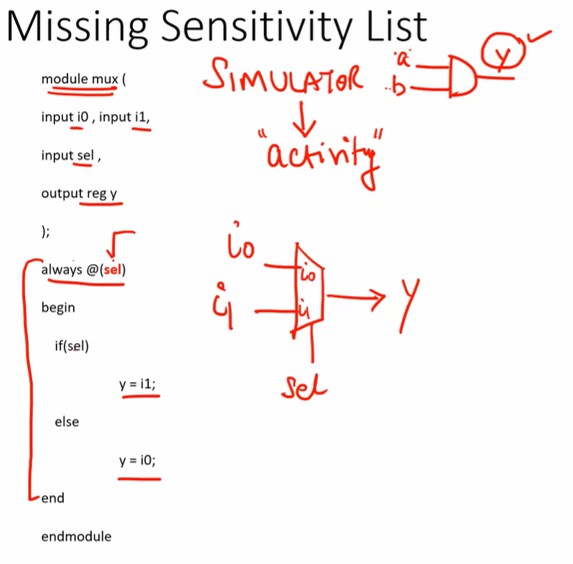 Missing Sensitivity List
module mux (
input i0 , input i1,
input sel ,
output reg y
);
always @(sel)
begin
if(sel)
y = i1;
else
y = i0;
end
endmodule
SIMULATOR
"activity"
'a'
b
y
i0
i1
i0
i1
sel
Y